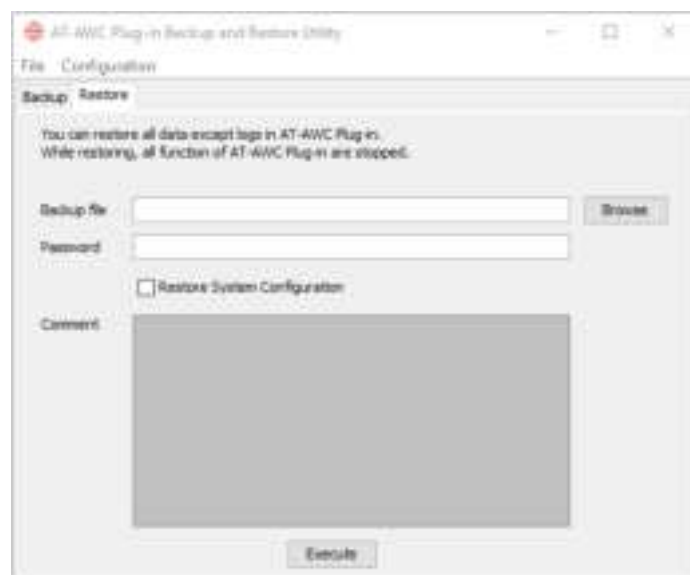 AT-AWC Plug-in Backup and Restore Utility
File Configuration
Backup Restore
You can restore all data except logs in AT-AWC Plug-in.
While restoring, all function of AT-AWC Plug-in are stopped.
Backup file Browse
Password
Restore System Configuration
Comment
Execute